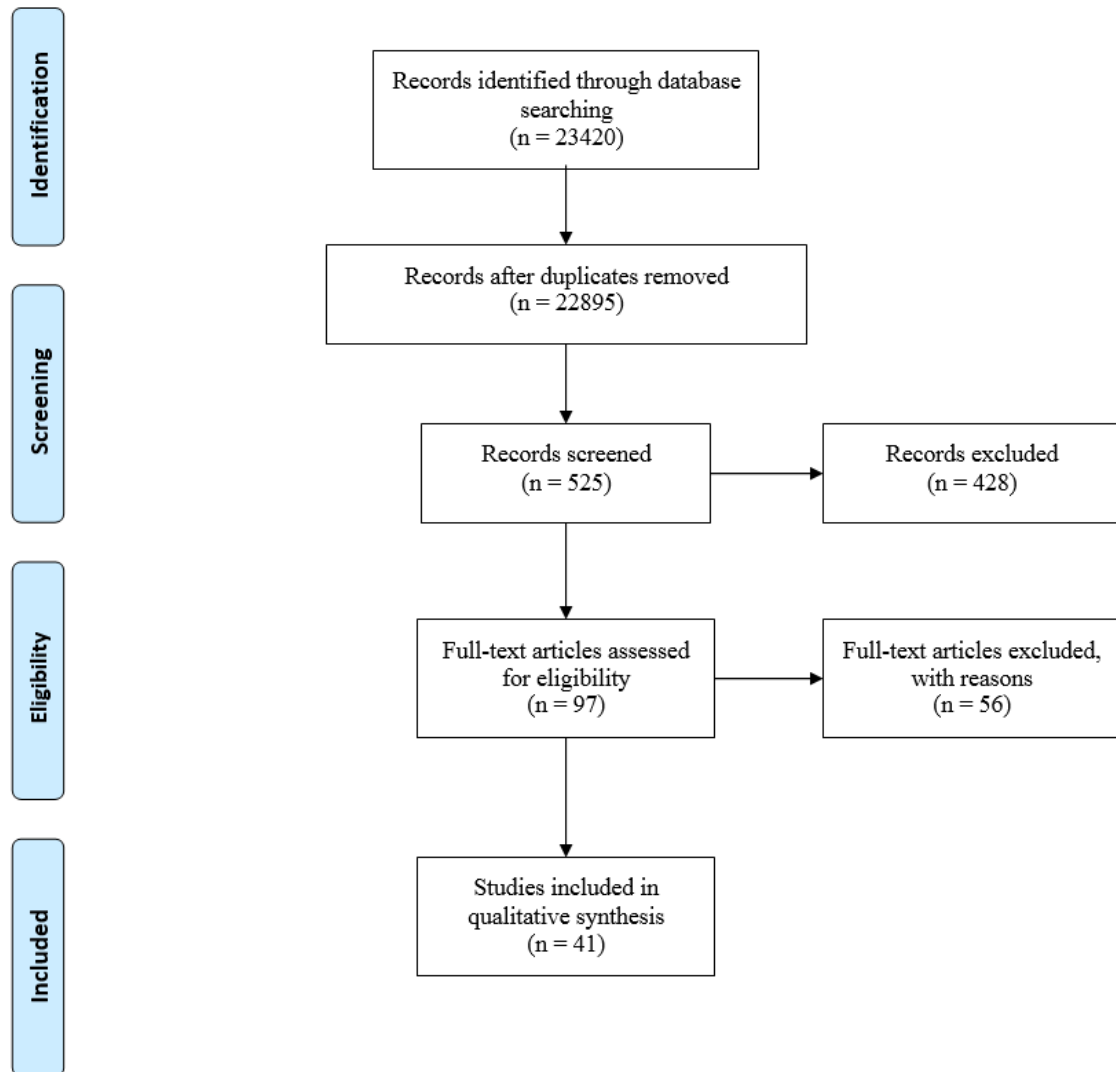 Identification
Records identified through database
searching
(n = 23420)
Records after duplicates removed
(n = 22895)
Screening
Records screened
(n = 525)
Records excluded
(n = 428)
Eligibility
Full-text articles assessed
for eligibility
(n = 97)
Full-text articles excluded,
with reasons
(n = 56)
Included
Studies included in
qualitative synthesis
(n = 41)